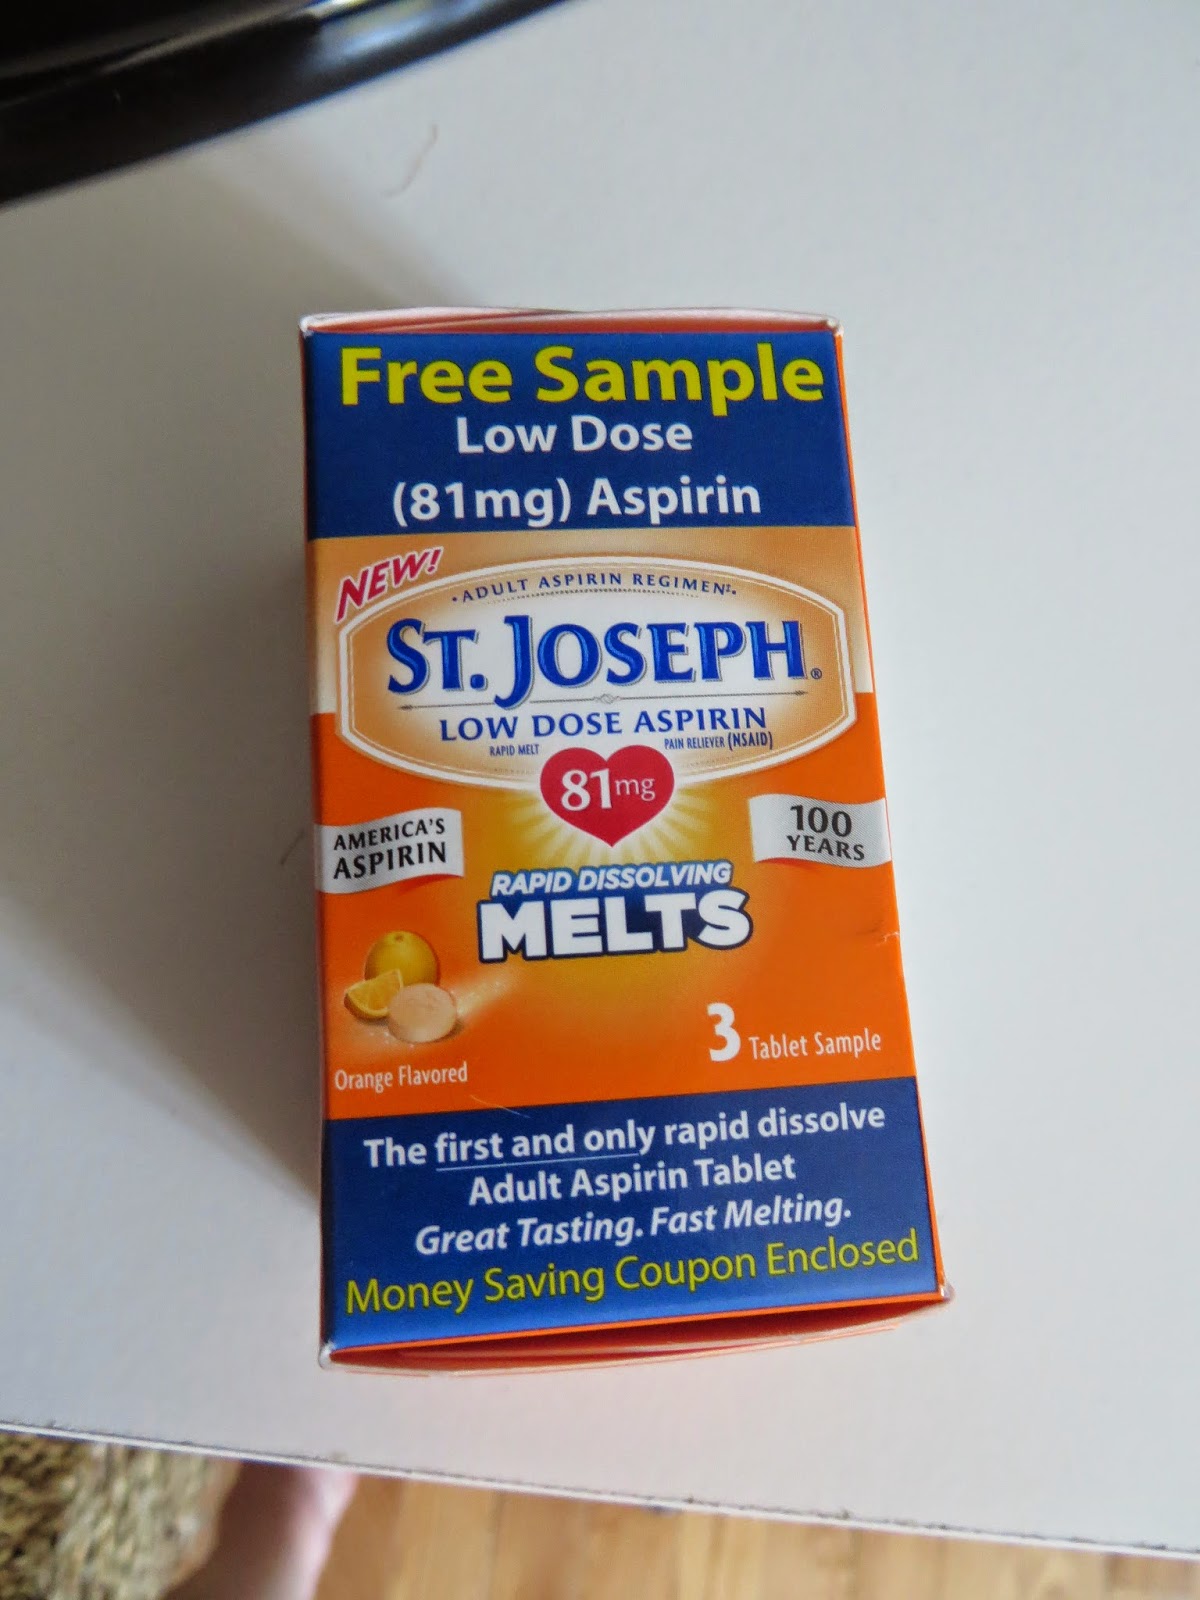 Free Sample
Low Dose
(81mg) Aspirin
NEW!
• ADULT ASPIRIN REGIMEN‡ •
ST. JOSEPH®
LOW DOSE ASPIRIN
RAPID MELT PAIN RELIEVER (NSAID)
81mg
AMERICA'S
ASPIRIN
100
YEARS
RAPID DISSOLVING
MELTS
Orange Flavored
3 Tablet Sample
The first and only rapid dissolve
Adult Aspirin Tablet
Great Tasting. Fast Melting.
Money Saving Coupon Enclosed